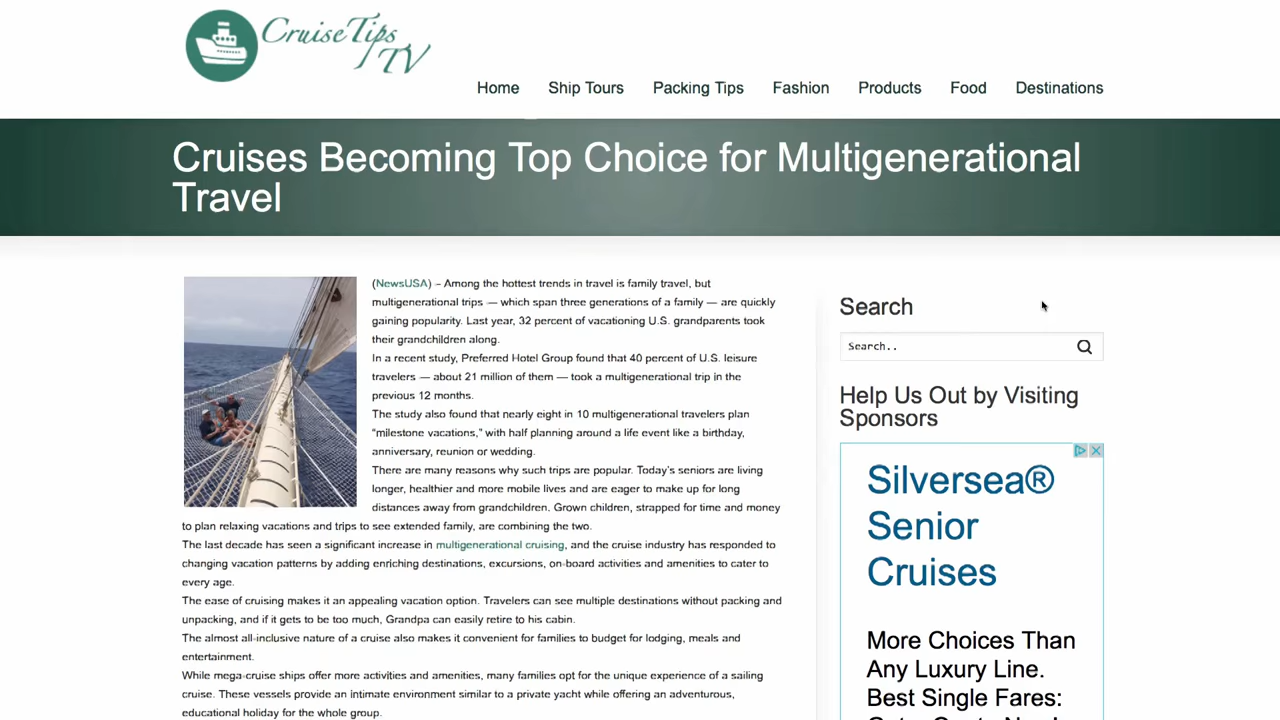 CruiseTips
TV
Home Ship Tours Packing Tips Fashion Products Food Destinations
Cruises Becoming Top Choice for Multigenerational
Travel
(NewsUSA) – Among the hottest trends in travel is family travel, but
multigenerational trips — which span three generations of a family — are quickly
gaining popularity. Last year, 32 percent of vacationing U.S. grandparents took
their grandchildren along.
In a recent study, Preferred Hotel Group found that 40 percent of U.S. leisure
travelers — about 21 million of them — took a multigenerational trip in the
previous 12 months.
The study also found that nearly eight in 10 multigenerational travelers plan
“milestone vacations,” with half planning around a life event like a birthday,
anniversary, reunion or wedding.
There are many reasons why such trips are popular. Today’s seniors are living
longer, healthier and more mobile lives and are eager to make up for long
distances away from grandchildren. Grown children, strapped for time and money
to plan relaxing vacations and trips to see extended family, are combining the two.
The last decade has seen a significant increase in multigenerational cruising, and the cruise industry has responded to
changing vacation patterns by adding enriching destinations, excursions, on-board activities and amenities to cater to
every age.
The ease of cruising makes it an appealing vacation option. Travelers can see multiple destinations without packing and
unpacking, and if it gets to be too much, Grandpa can easily retire to his cabin.
The almost all-inclusive nature of a cruise also makes it convenient for families to budget for lodging, meals and
entertainment.
While mega-cruise ships offer more activities and amenities, many families opt for the unique experience of a sailing
cruise. These vessels provide an intimate environment similar to a private yacht while offering an adventurous,
educational holiday for the whole group.
Search
Search..
Help Us Out by Visiting
Sponsors
Silversea®
Senior
Cruises
More Choices Than
Any Luxury Line.
Best Single Fares: